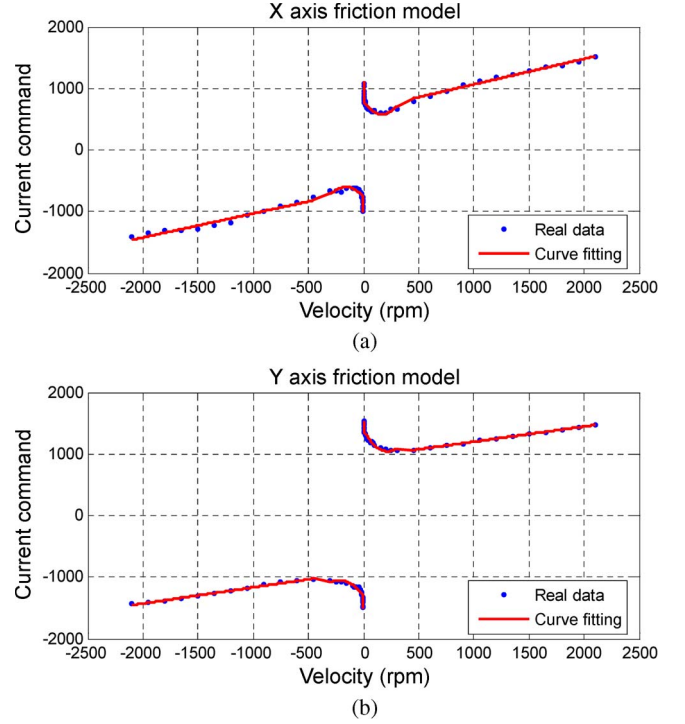 X axis friction model
2000
1000
0
-1000
-2000
Current command
Real data
Curve fitting
-2500 -2000 -1500 -1000 -500 0 500 1000 1500 2000 2500
Velocity (rpm)
(a)
Y axis friction model
2000
1000
0
-1000
-2000
Current command
Real data
Curve fitting
-2500 -2000 -1500 -1000 -500 0 500 1000 1500 2000 2500
Velocity (rpm)
(b)